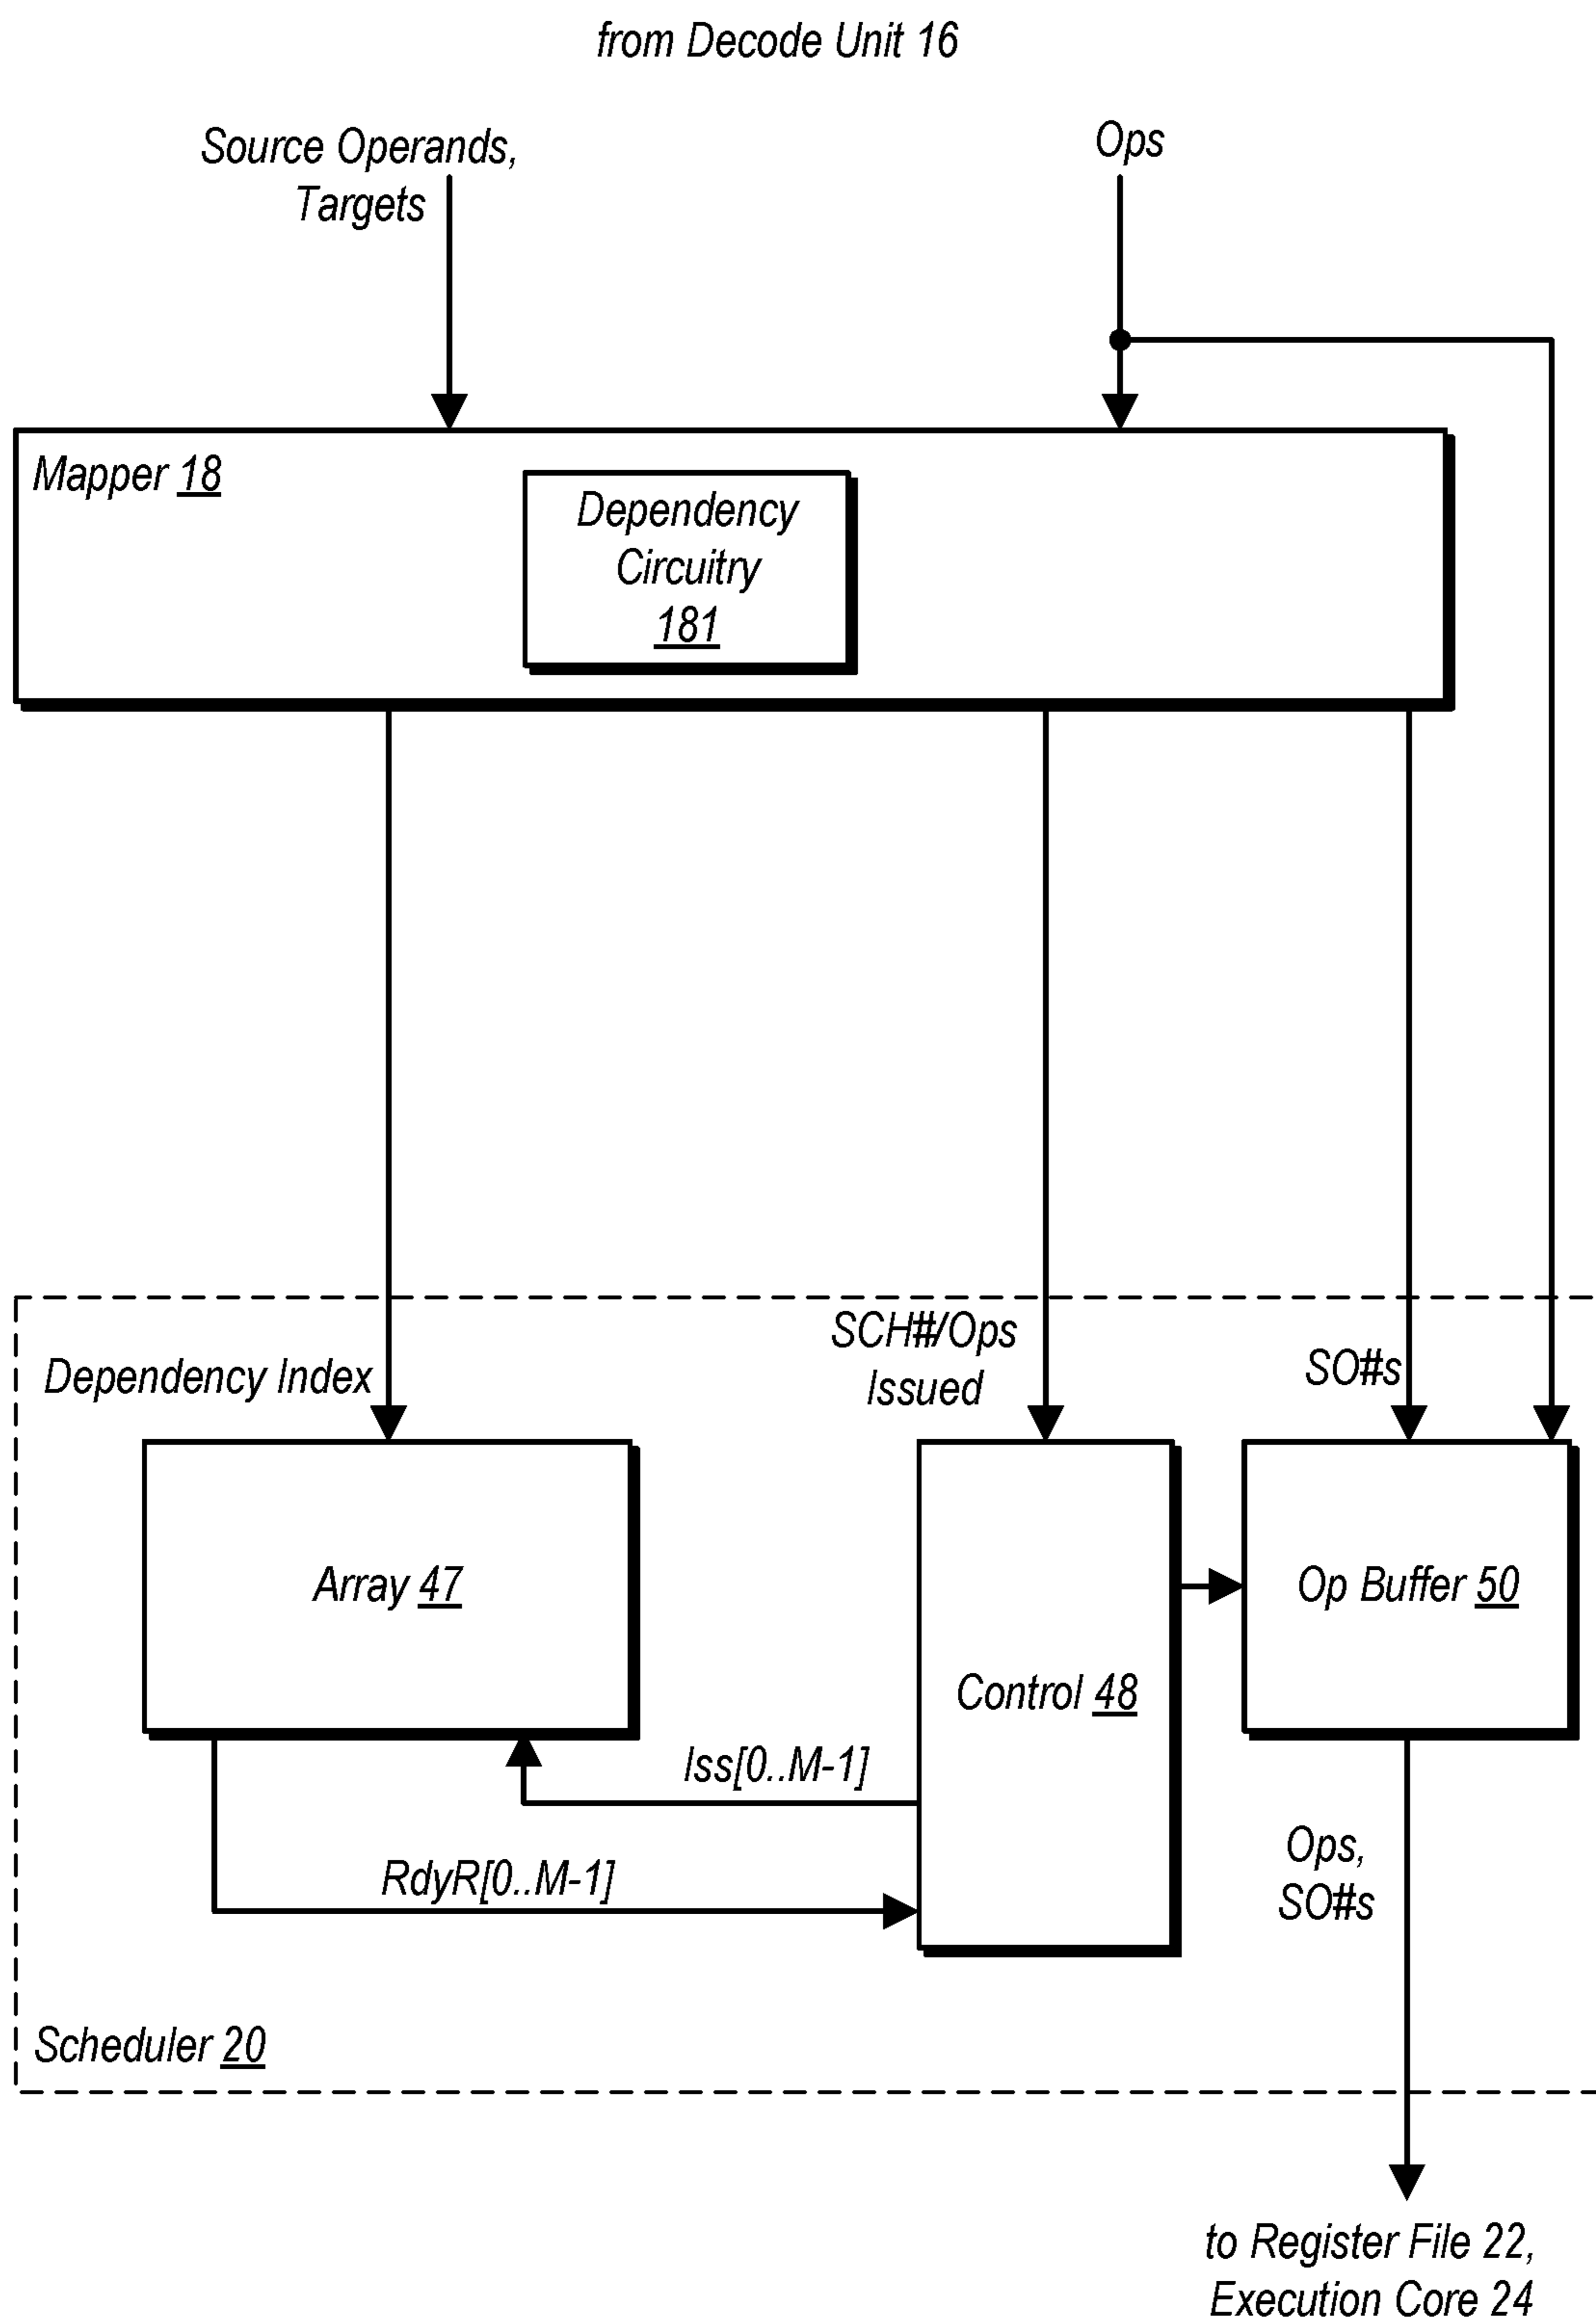 from Decode Unit 16
Source Operands,
Targets
Ops
Mapper 18
Dependency
Circuitry
181
Dependency Index
SCH#/Ops
Issued
SO#s
Array 47
Control 48
Op Buffer 50
Iss[0..M-1]
RdyR[0..M-1]
Ops,
SO#s
Scheduler 20
to Register File 22,
Execution Core 24